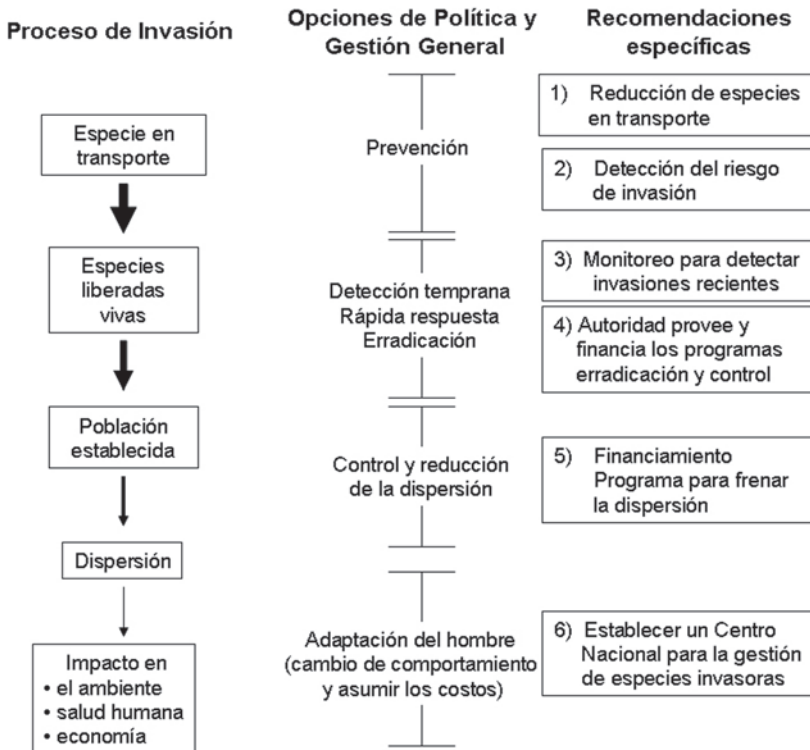 Proceso de Invasión
Opciones de Política y
Gestión General
Recomendaciones
específicas
Especie en
transporte
Especies
liberadas
vivas
Población
establecida
Dispersión
Impacto en
• el ambiente
• salud humana
• economía
Prevención
Detección temprana
Rápida respuesta
Erradicación
Control y reducción
de la dispersión
Adaptación del hombre
(cambio de comportamiento
y asumir los costos)
1) Reducción de especies
en transporte
2) Detección del riesgo
de invasión
3) Monitoreo para detectar
invasiones recientes
4) Autoridad provee y
financia los programas
erradicación y control
5) Financiamiento
Programa para frenar
la dispersión
6) Establecer un Centro
Nacional para la gestión
de especies invasoras